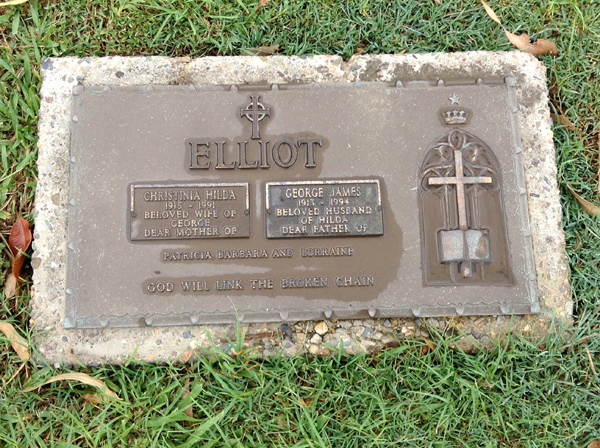 ELLIOT
CHRISTINIA HILDA
1915 - 1991
BELOVED WIFE OF
GEORGE
DEAR MOTHER OF
GEORGE JAMES
1913 - 1994
BELOVED HUSBAND
OF HILDA
DEAR FATHER OF
PATRICIA BARBARA AND LORRAINE
GOD WILL LINK THE BROKEN CHAIN